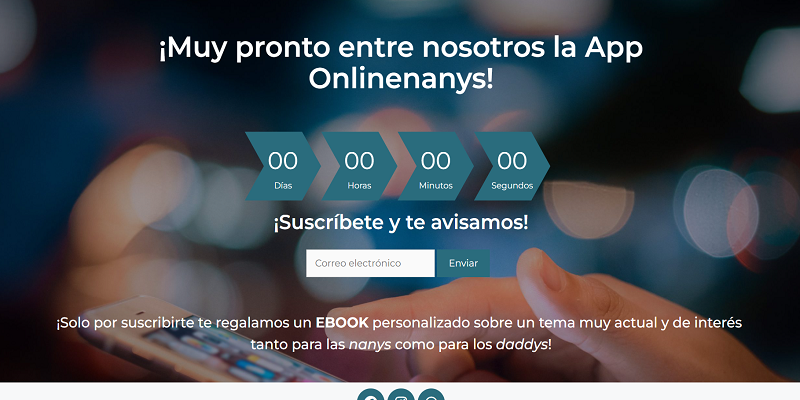 ¡Muy pronto entre nosotros la App
Onlinenanys!
00 00 00 00
Días Horas Minutos Segundos
¡Suscríbete y te avisamos!
Correo electrónico Enviar
¡Solo por suscribirte te regalamos un EBOOK personalizado sobre un tema muy actual y de interés
tanto para las nanys como para los daddys!